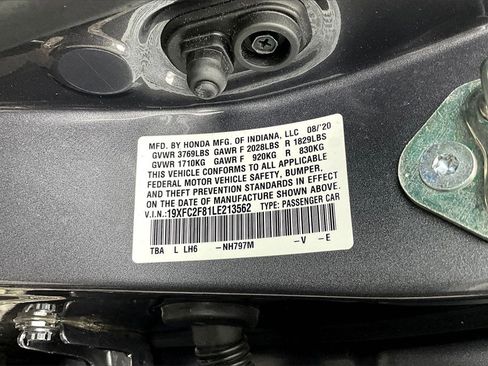 MFD. BY HONDA MFG. OF INDIANA, LLC 08/'20
GVWR 3769LBS GAWR F 2028LBS R 1829LBS
GVWR 1710KG GAWR F 920KG R 830KG
THIS VEHICLE CONFORMS TO ALL APPLICABLE
FEDERAL MOTOR VEHICLE SAFETY, BUMPER,
AND THEFT PREVENTION STANDARDS IN EFFECT
ON THE DATE OF MANUFACTURE SHOWN ABOVE.
V.I.N.:19XFC2F81LE213562 TYPE: PASSENGER CAR
TBA L LH6 -NH797M -V -E